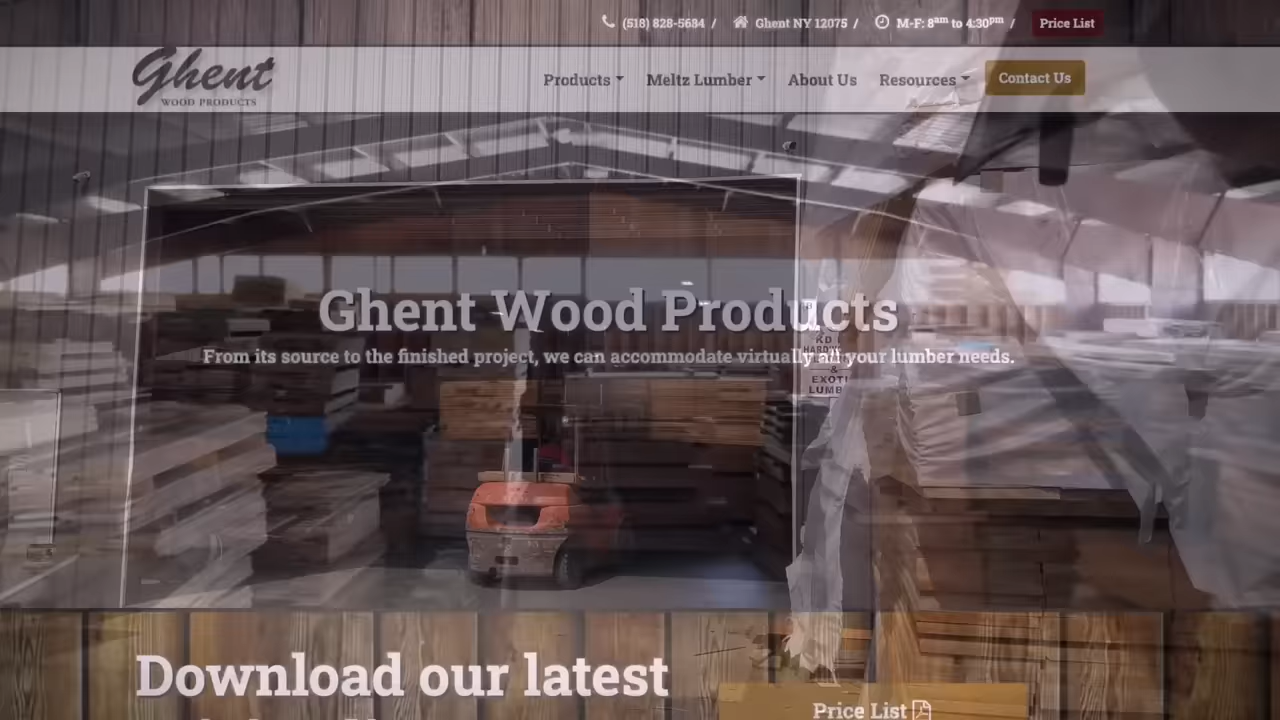 (518) 828-5684 / Ghent NY 12075 / M-F: 8am to 4:30pm / Price List
Ghent
WOOD PRODUCTS
Products Meltz Lumber About Us Resources Contact Us
Ghent Wood Products
From its source to the finished project, we can accommodate virtually all your lumber needs.
KD
&
EXOTI
LUMB
Download our latest
Price List